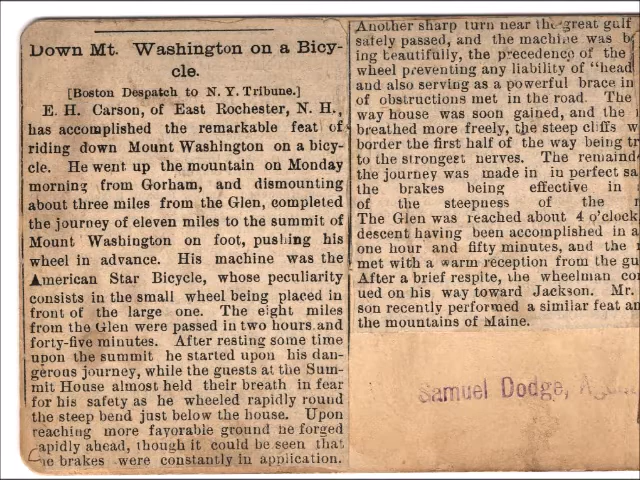 Down Mt. Washington on a Bicy-
cle.
[Boston Despatch to N. Y. Tribune.]
E. H. Carson, of East Rochester, N. H.,
has accomplished the remarkable feat of
riding down Mount Washington on a bicy-
cle. He went up the mountain on Monday
morning from Gorham, and dismounting
about three miles from the Glen, completed
the journey of eleven miles to the summit of
Mount Washington on foot, pushing his
wheel in advance. His machine was the
American Star Bicycle, whose peculiarity
consists in the small wheel being placed in
front of the large one. The eight miles
from the Glen were passed in two hours and
forty-five minutes. After resting some time
upon the summit he started upon his dan-
gerous journey, while the guests at the Sum-
mit House almost held their breath in fear
for his safety as he wheeled rapidly round
the steep bend just below the house. Upon
reaching more favorable ground he forged
rapidly ahead, though it could be seen that
the brakes were constantly in application.
Another sharp turn near the great gulf
safely passed, and the machine was b
ing beautifully, the precedence of the
wheel preventing any liability of "head
and also serving as a powerful brace in
of obstructions met in the road. The
way house was soon gained, and the
breathed more freely, the steep cliffs w
border the first half of the way being tr
to the strongest nerves. The remaind
the journey was made in in perfect sa
the brakes being effective in
of the steepness of the
The Glen was reached about 4 o'clock
descent having been accomplished in a
one hour and fifty minutes, and the
met with a warm reception from the gu
After a brief respite, the wheelman co
ued on his way toward Jackson. Mr.
son recently performed a similar feat an
the mountains of Maine.
Samuel Dodge,